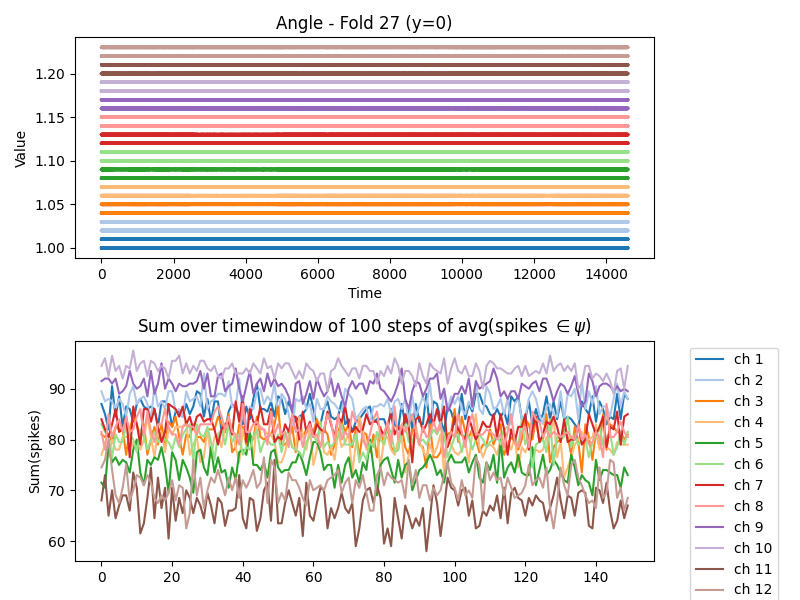 Angle - Fold 27 (y=0)
Value
1.20
1.15
1.10
1.05
1.00
0 2000 4000 6000 8000 10000 12000 14000
Time
Sum over timewindow of 100 steps of avg(spikes ∈ ψ)
Sum(spikes)
90
80
70
60
0 20 40 60 80 100 120 140
ch 1
ch 2
ch 3
ch 4
ch 5
ch 6
ch 7
ch 8
ch 9
ch 10
ch 11
ch 12